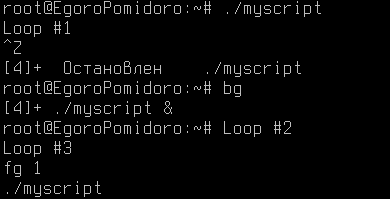 root@EgoroPomidoro:~# ./myscript
Loop #1
^Z
[4]+  Остановлен    ./myscript
root@EgoroPomidoro:~# bg
[4]+ ./myscript &
root@EgoroPomidoro:~# Loop #2
Loop #3
fg 1
./myscript